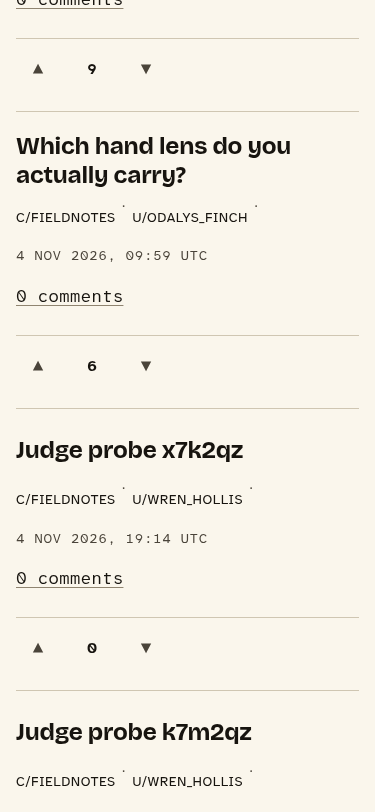 0 comments
▲ 9 ▼
Which hand lens do you
actually carry?
C/FIELDNOTES · U/ODALYS_FINCH ·
4 NOV 2026, 09:59 UTC
0 comments
▲ 6 ▼
Judge probe x7k2qz
C/FIELDNOTES · U/WREN_HOLLIS ·
4 NOV 2026, 19:14 UTC
0 comments
▲ 0 ▼
Judge probe k7m2qz
C/FIELDNOTES · U/WREN_HOLLIS ·